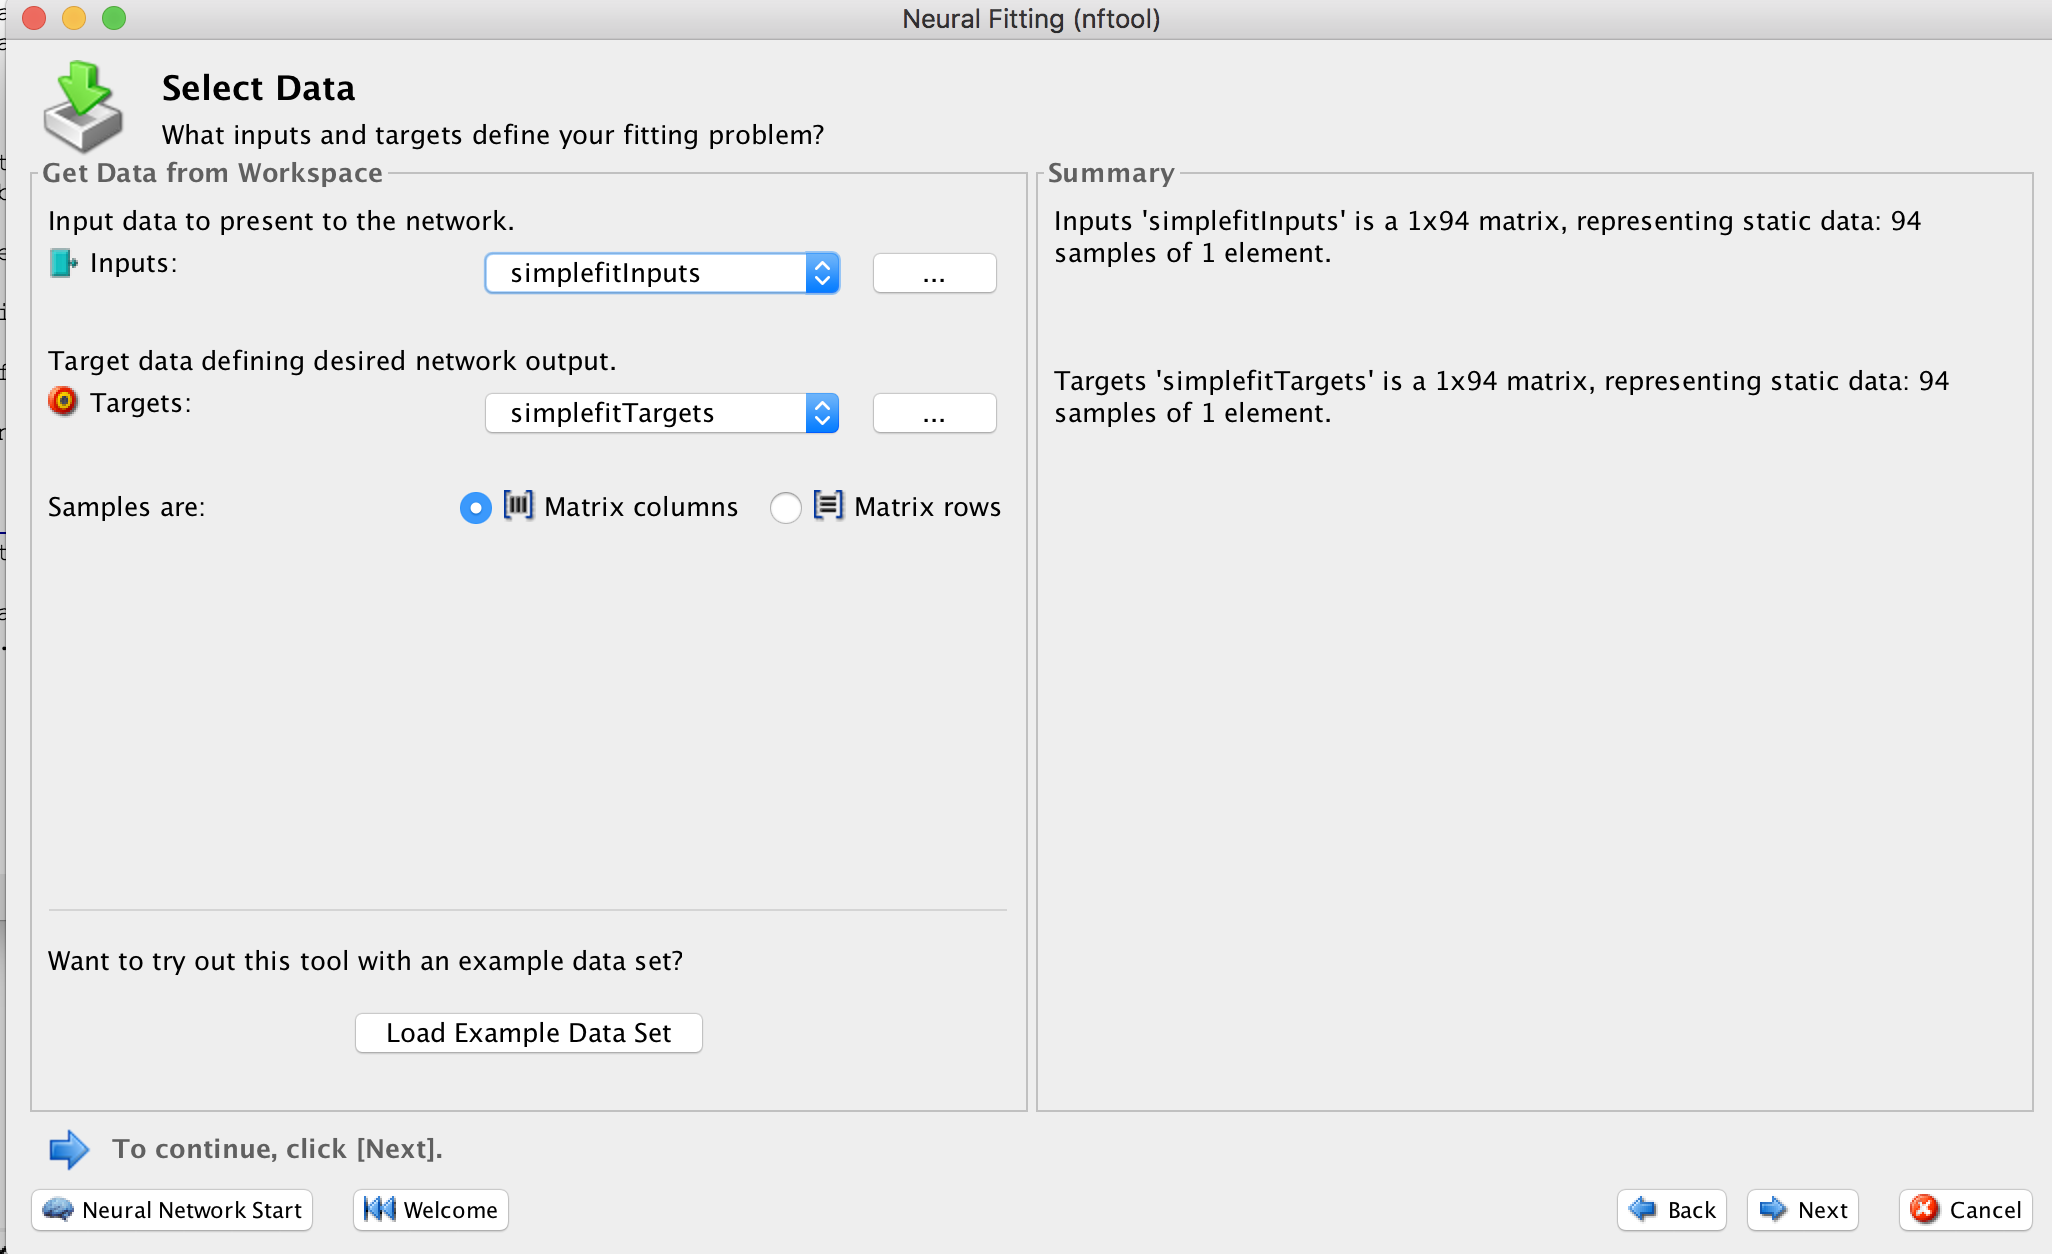 Neural Fitting (nftool)
Select Data
What inputs and targets define your fitting problem?
Get Data from Workspace
Input data to present to the network.
Inputs:
simplefitInputs
...
Target data defining desired network output.
Targets:
simplefitTargets
...
Samples are:
Matrix columns
Matrix rows
Want to try out this tool with an example data set?
Load Example Data Set
Summary
Inputs 'simplefitInputs' is a 1x94 matrix, representing static data: 94
samples of 1 element.
Targets 'simplefitTargets' is a 1x94 matrix, representing static data: 94
samples of 1 element.
To continue, click [Next].
Neural Network Start
Welcome
Back
Next
Cancel